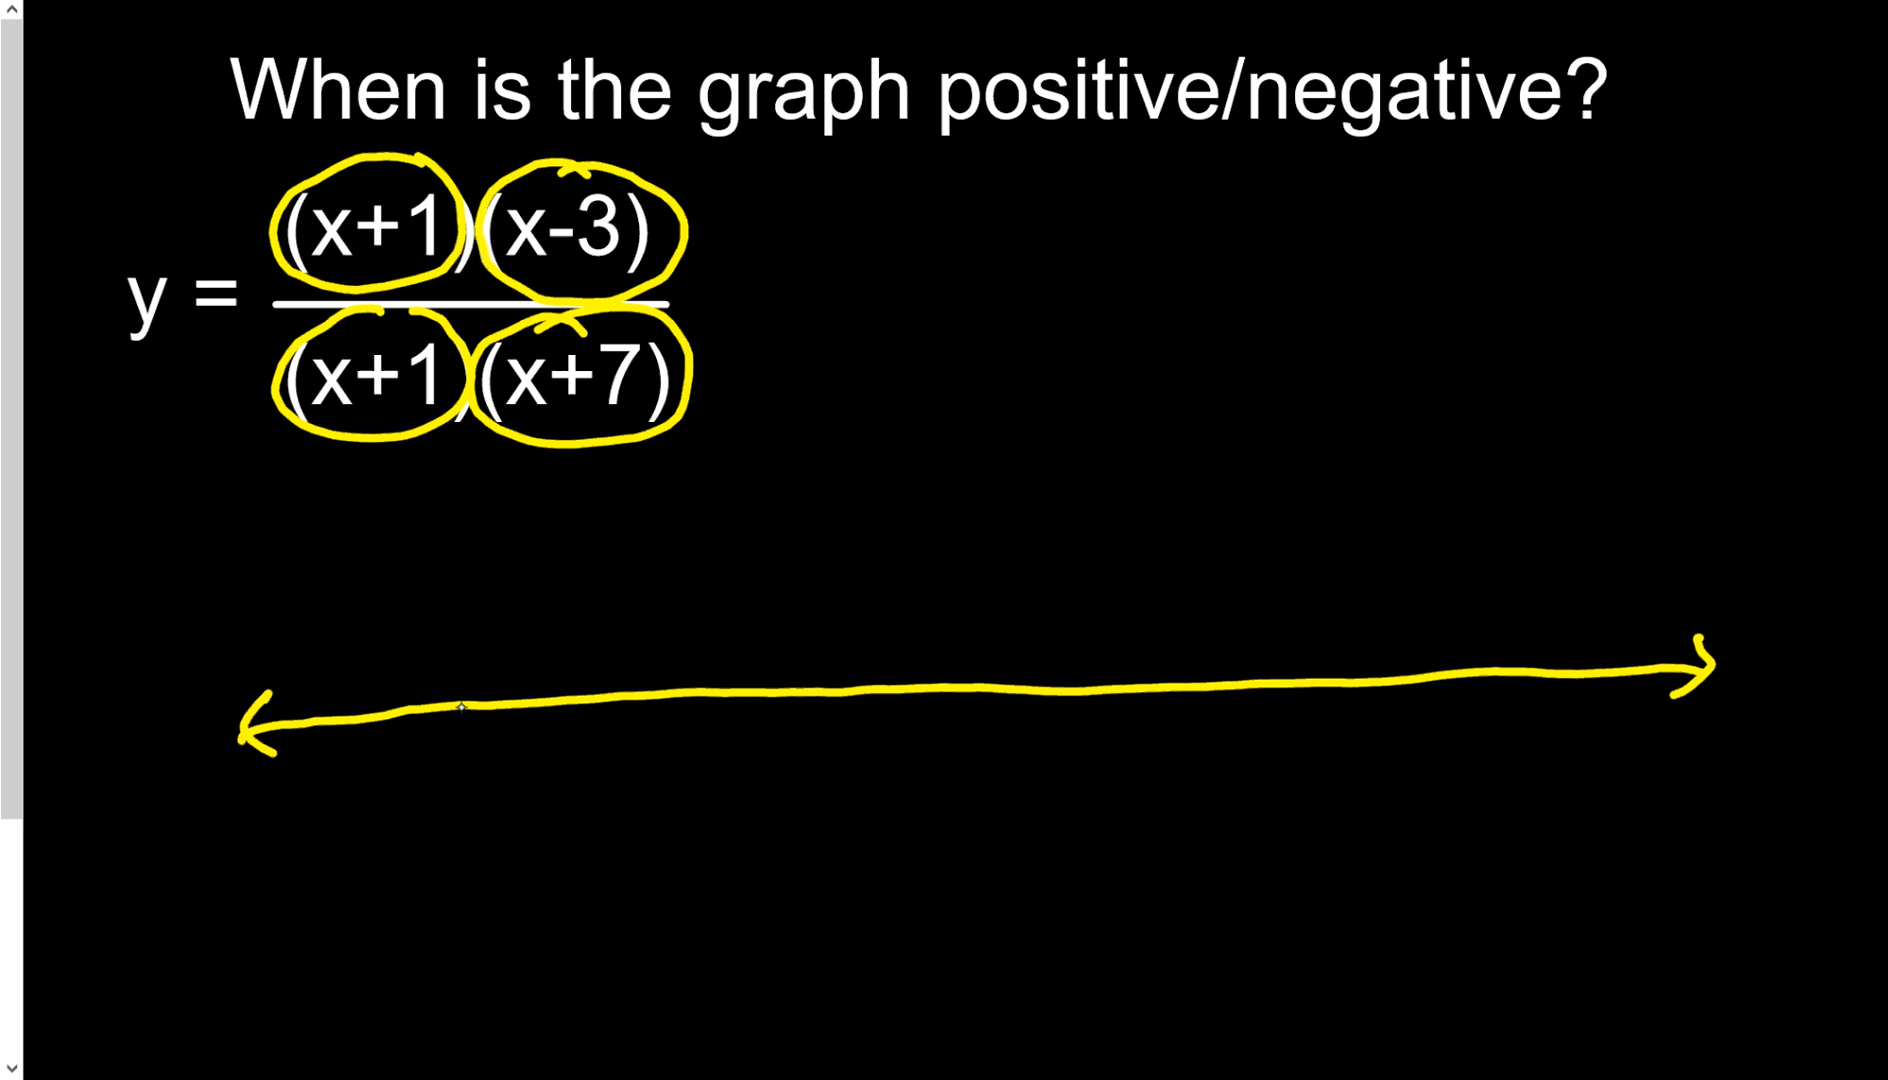 When is the graph positive/negative?
(x+1)(x-3)
y =
(x+1)(x+7)